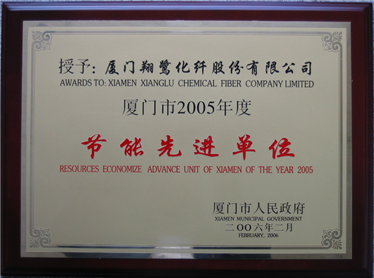 授予：厦门翔鹭化纤股份有限公司
AWARDS TO: XIAMEN XIANGLU CHEMICAL FIBER COMPANY LIMITED
厦门市2005年度
节能先进单位
RESOURCES ECONOMIZE ADVANCE UNIT OF XIAMEN OF THE YEAR 2005
厦门市人民政府
XIAMEN MUNICIPAL GOVERNMENT
二〇〇六年二月
FEBRUARY, 2006